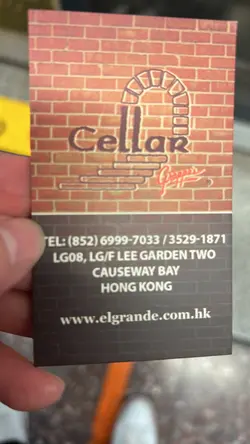 Cellar
TEL: (852) 6999-7033 / 3529-1871
LG08, LG/F LEE GARDEN TWO
CAUSEWAY BAY
HONG KONG
www.elgrande.com.hk